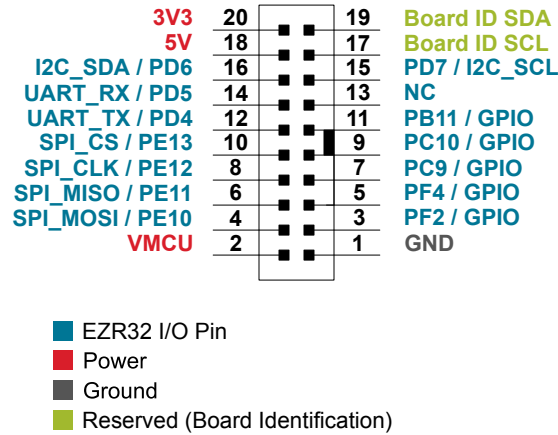 3V3 20 19 Board ID SDA
5V 18 17 Board ID SCL
I2C_SDA / PD6 16 15 PD7 / I2C_SCL
UART_RX / PD5 14 13 NC
UART_TX / PD4 12 11 PB11 / GPIO
SPI_CS / PE13 10 9 PC10 / GPIO
SPI_CLK / PE12 8 7 PC9 / GPIO
SPI_MISO / PE11 6 5 PF4 / GPIO
SPI_MOSI / PE10 4 3 PF2 / GPIO
VMCU 2 1 GND
EZR32 I/O Pin
Power
Ground
Reserved (Board Identification)